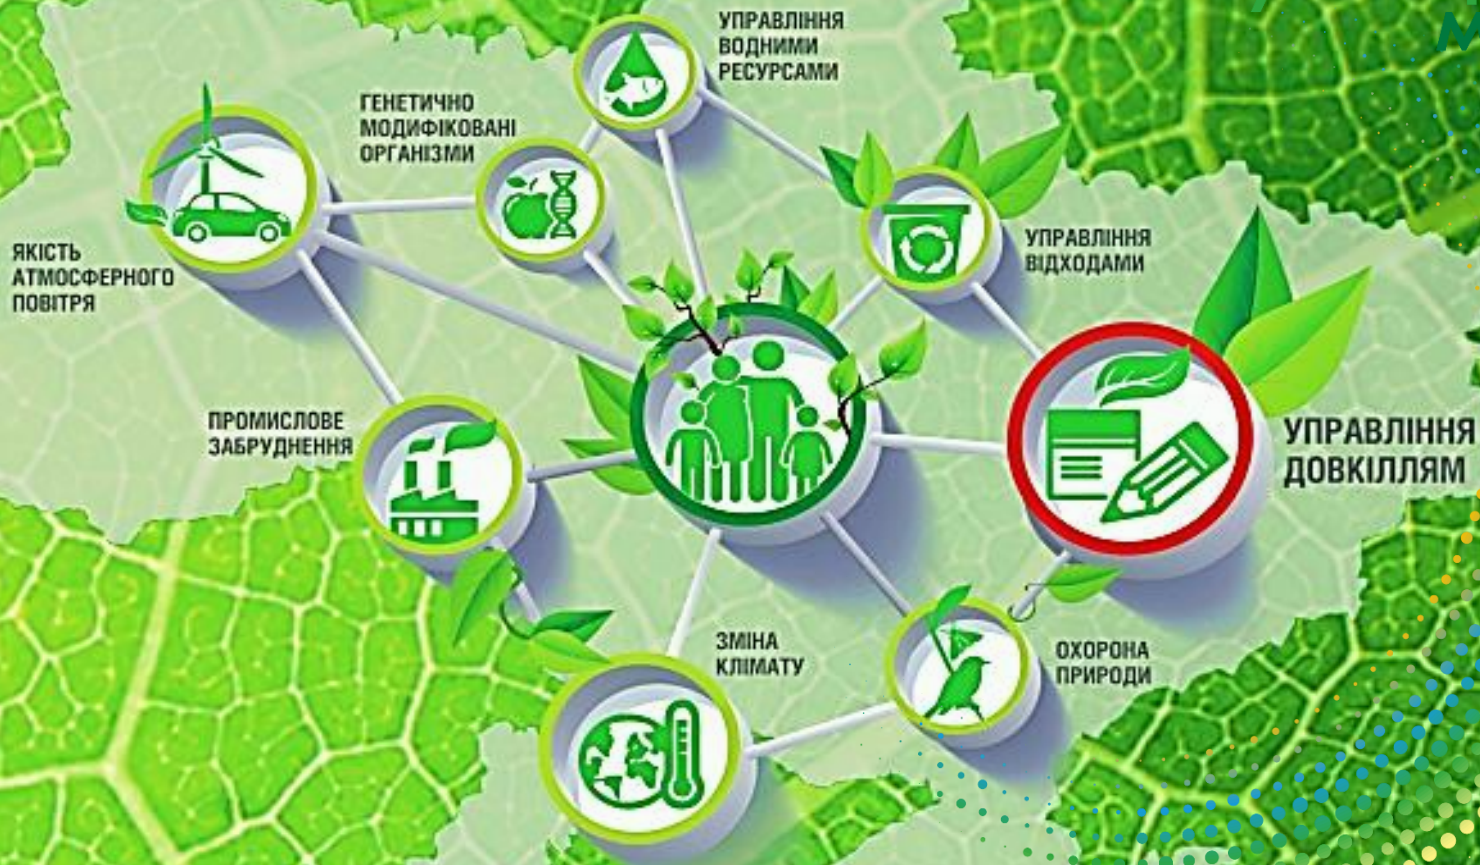 УПРАВЛІННЯ
ВОДНИМИ
РЕСУРСАМИ
ГЕНЕТИЧНО
МОДИФІКОВАНІ
ОРГАНІЗМИ
ЯКІСТЬ
АТМОСФЕРНОГО
ПОВІТРЯ
УПРАВЛІННЯ
ВІДХОДАМИ
ПРОМИСЛОВЕ
ЗАБРУДНЕННЯ
УПРАВЛІННЯ
ДОВКІЛЛЯМ
ЗМІНА
КЛІМАТУ
ОХОРОНА
ПРИРОДИ